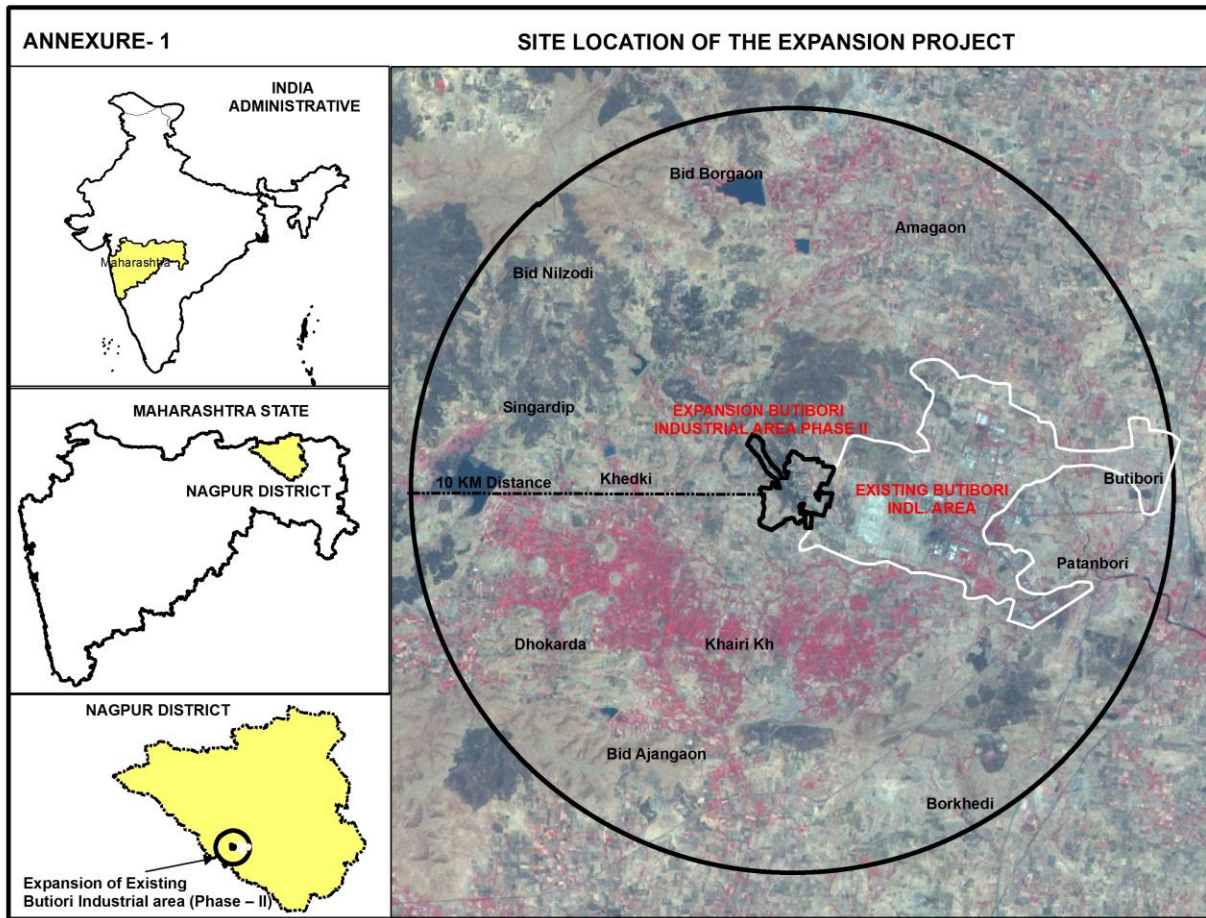 ANNEXURE- 1
SITE LOCATION OF THE EXPANSION PROJECT
INDIA
ADMINISTRATIVE
Maharashtra
MAHARASHTRA STATE
NAGPUR DISTRICT
NAGPUR DISTRICT
Expansion of Existing
Butiori Industrial area (Phase – II)
Bid Borgaon
Amagaon
Bid Nilzodi
Singardip
EXPANSION BUTIBORI
INDUSTRIAL AREA PHASE II
10 KM Distance
Khedki
EXISTING BUTIBORI
INDL. AREA
Butibori
Patanbori
Dhokarda
Khairi Kh
Bid Ajangaon
Borkhedi